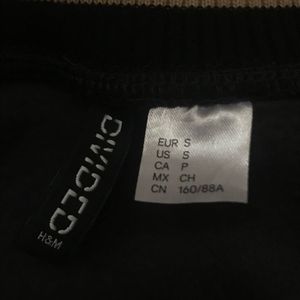 DIVIDED
H&M
EUR S
US S
CA P
MX CH
CN 160/88A